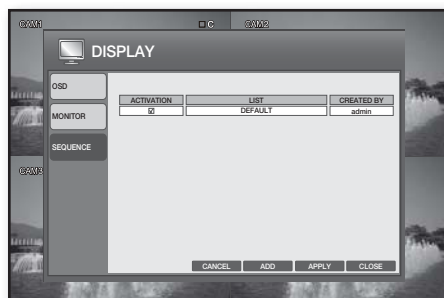 CAM1 C CAM2
DISPLAY
OSD
MONITOR
SEQUENCE
ACTIVATION LIST CREATED BY
☑ DEFAULT admin
CAM3
CANCEL ADD APPLY CLOSE